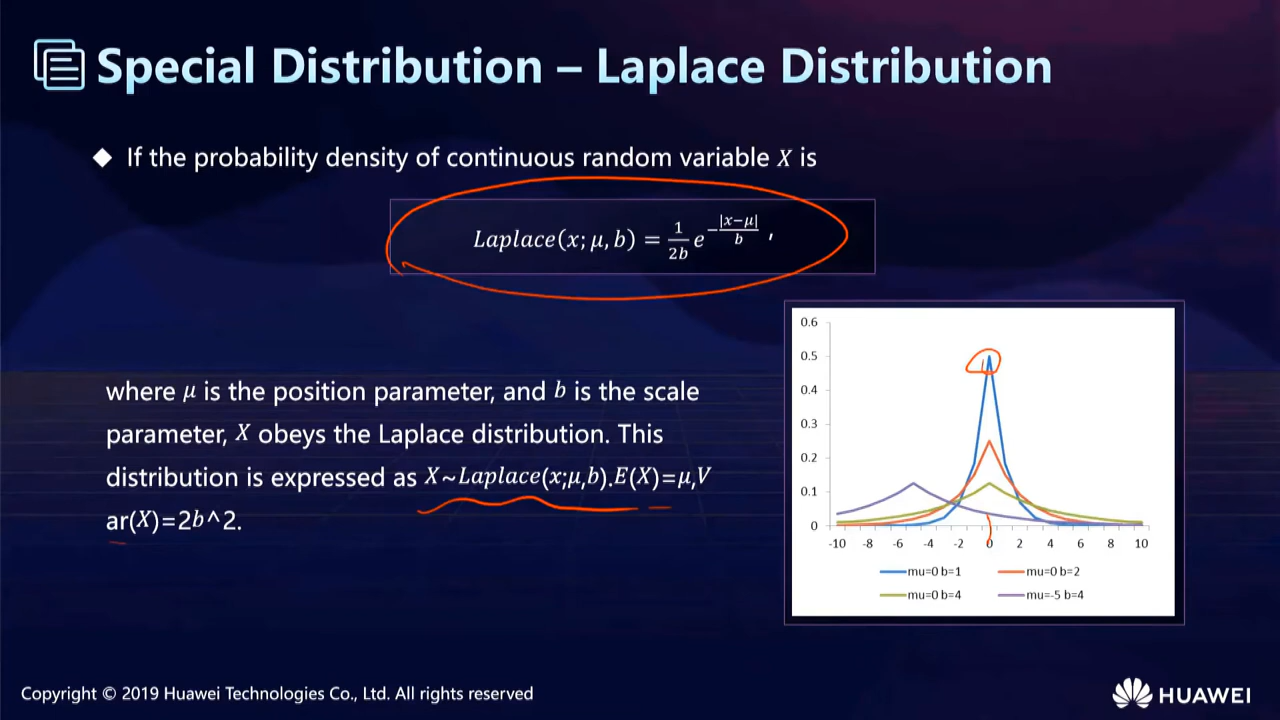 Special Distribution – Laplace Distribution
◆ If the probability density of continuous random variable X is
Laplace(x; μ, b) = 1/2b e^−|x−μ|/b ,
where μ is the position parameter, and b is the scale
parameter, X obeys the Laplace distribution. This
distribution is expressed as X~Laplace(x;μ,b).E(X)=μ,V
ar(X)=2b^2.
0.6
0.5
0.4
0.3
0.2
0.1
0
-10 -8 -6 -4 -2 0 2 4 6 8 10
mu=0 b=1 mu=0 b=2
mu=0 b=4 mu=-5 b=4
Copyright © 2019 Huawei Technologies Co., Ltd. All rights reserved
HUAWEI